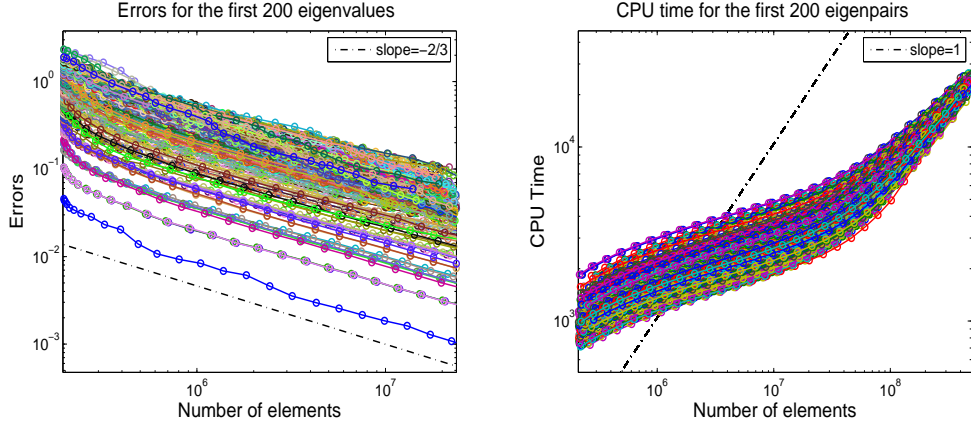 Errors for the first 200 eigenvalues
slope=−2/3
10^0
10^−1
10^−2
10^−3
Errors
10^6
10^7
Number of elements
CPU time for the first 200 eigenpairs
slope=1
10^4
10^3
CPU Time
10^6
10^7
10^8
Number of elements